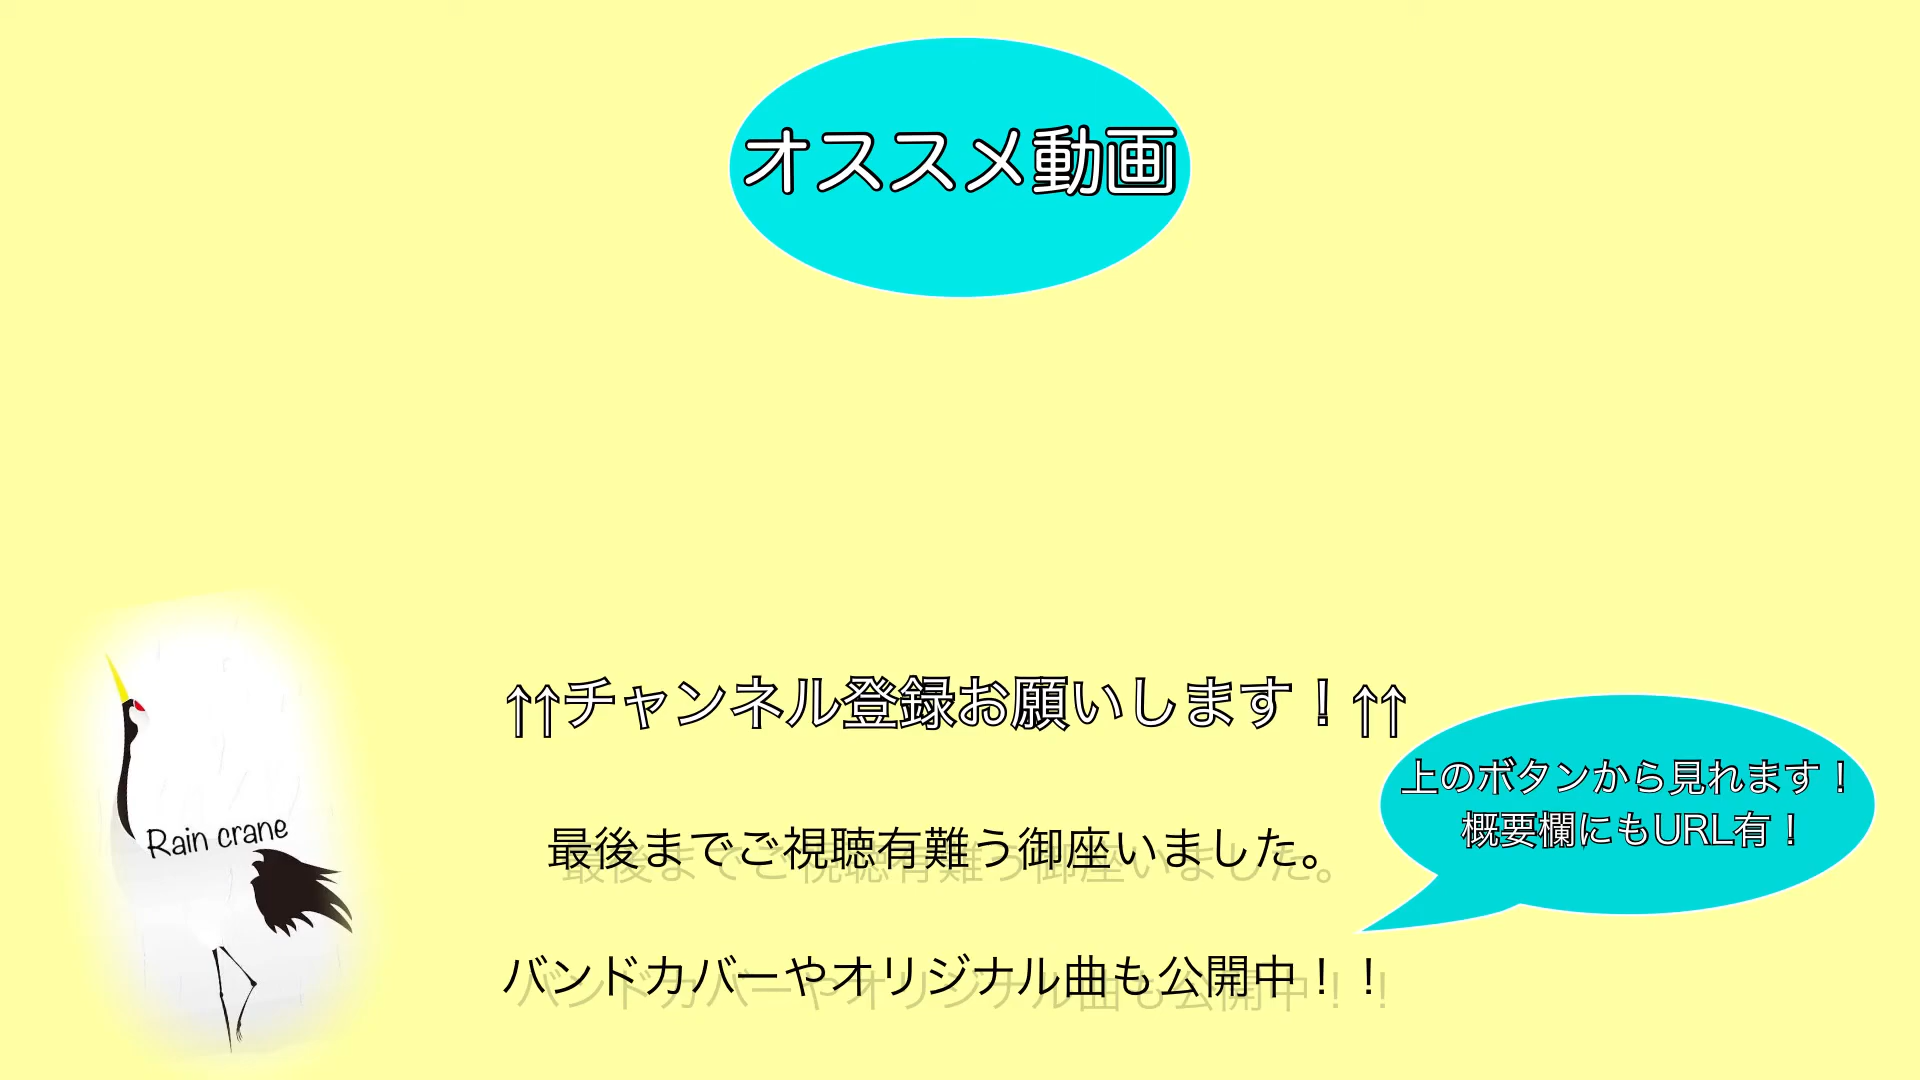 オススメ動画
↑↑チャンネル登録お願いします！↑↑
上のボタンから見れます！
概要欄にもURL有！
Rain crane
最後までご視聴有難う御座いました。
バンドカバーやオリジナル曲も公開中！！